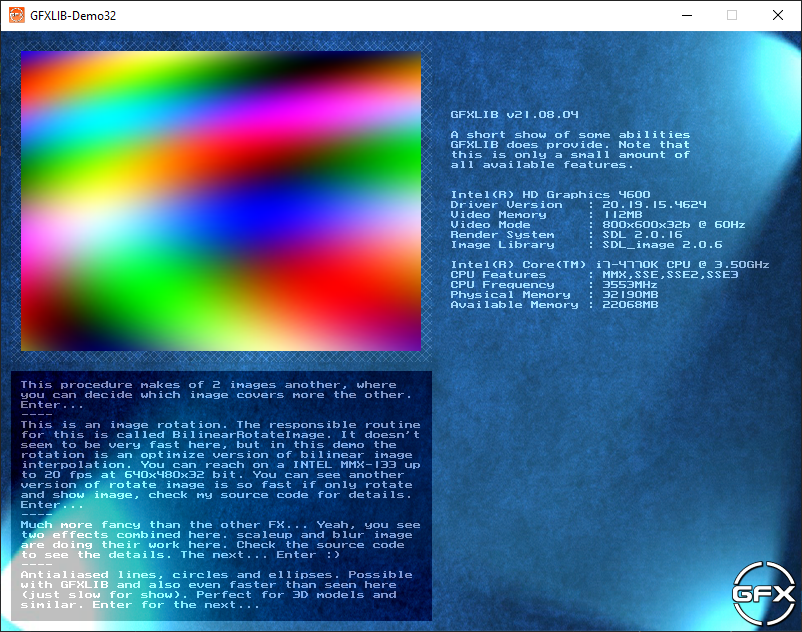 GFXLIB-Demo32
GFXLIB v21.08.04
A short show of some abilities
GFXLIB does provide. Note that
this is only a small amount of
all available features.
Intel(R) HD Graphics 4600
Driver Version : 20.19.15.4624
Video Memory : 112MB
Video Mode : 800x600x32b @ 60Hz
Render System : SDL 2.0.16
Image Library : SDL_image 2.0.6
Intel(R) Core(TM) i7-4770K CPU @ 3.50GHz
CPU Features : MMX,SSE,SSE2,SSE3
CPU Frequency : 3553MHz
Physical Memory : 32190MB
Available Memory : 22068MB
This procedure makes of 2 images another, where
you can decide which image covers more the other.
Enter...
----
This is an image rotation. The responsible routine
for this is called BilinearRotateImage. It doesn't
seem to be very fast here, but in this demo the
rotation is an optimize version of bilinear image
interpolation. You can reach on a INTEL MMX-133 up
to 20 fps at 640x480x32 bit. You can see another
version of rotate image is so fast if only rotate
and show image, check my source code for details.
Enter...
----
Much more fancy than the other FX... Yeah, you see
two effects combined here. scaleup and blur image
are doing their work here. Check the source code
to see the details. The next... Enter :)
----
Antialiased lines, circles and ellipses. Possible
with GFXLIB and also even faster than seen here
(just slow for show). Perfect for 3D models and
similar. Enter for the next...
GFX